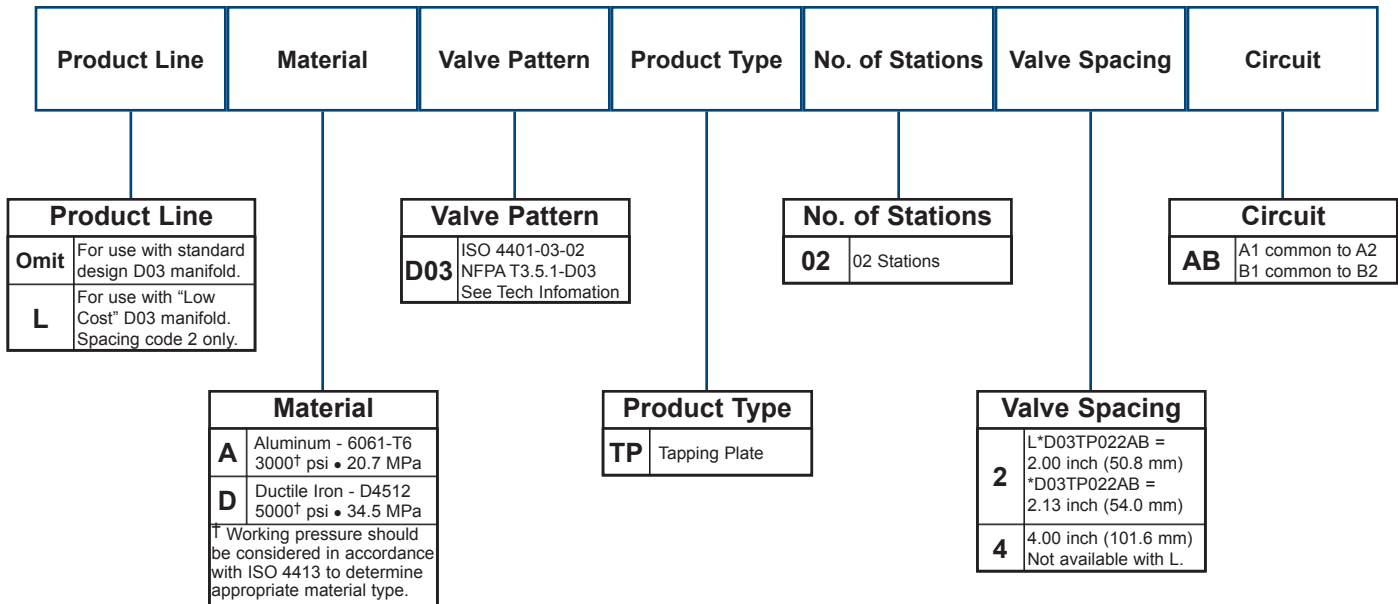 Product Line
Material
Valve Pattern
Product Type
No. of Stations
Valve Spacing
Circuit
Product Line
Omit
For use with standard
design D03 manifold.
L
For use with “Low
Cost” D03 manifold.
Spacing code 2 only.
Valve Pattern
D03
ISO 4401-03-02
NFPA T3.5.1-D03
See Tech Infomation
No. of Stations
02
02 Stations
Circuit
AB
A1 common to A2
B1 common to B2
Material
A
Aluminum - 6061-T6
3000† psi • 20.7 MPa
D
Ductile Iron - D4512
5000† psi • 34.5 MPa
† Working pressure should
be considered in accordance
with ISO 4413 to determine
appropriate material type.
Product Type
TP
Tapping Plate
Valve Spacing
2
L*D03TP022AB =
2.00 inch (50.8 mm)
*D03TP022AB =
2.13 inch (54.0 mm)
4
4.00 inch (101.6 mm)
Not available with L.